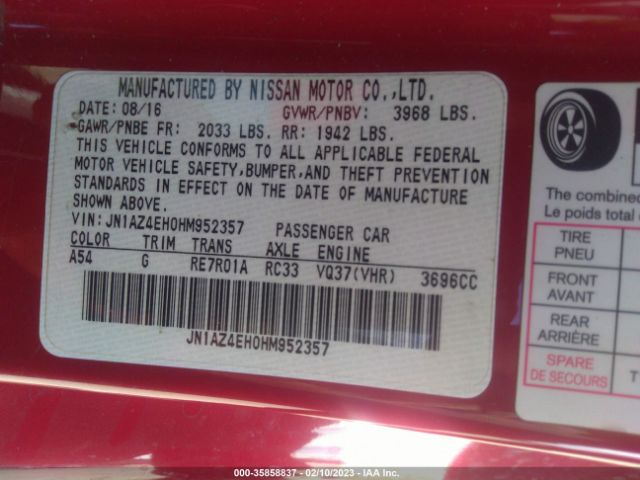 MANUFACTURED BY NISSAN MOTOR CO.,LTD.
DATE: 08/16 GVWR/PNBV: 3968 LBS.
GAWR/PNBE FR: 2033 LBS. RR: 1942 LBS.
THIS VEHICLE CONFORMS TO ALL APPLICABLE FEDERAL
MOTOR VEHICLE SAFETY,BUMPER,AND THEFT PREVENTION
STANDARDS IN EFFECT ON THE DATE OF MANUFACTURE
SHOWN ABOVE.
VIN: JN1AZ4EH0HM952357 PASSENGER CAR
COLOR TRIM TRANS AXLE ENGINE
A54 G RE7R01A RC33 VQ37(VHR) 3696CC
JN1AZ4EH0HM952357
The combined
Le poids total
TIRE
PNEU
FRONT
AVANT
REAR
ARRIÈRE
SPARE
DE SECOURS
T
000-35858837 - 02/10/2023 - IAA Inc.